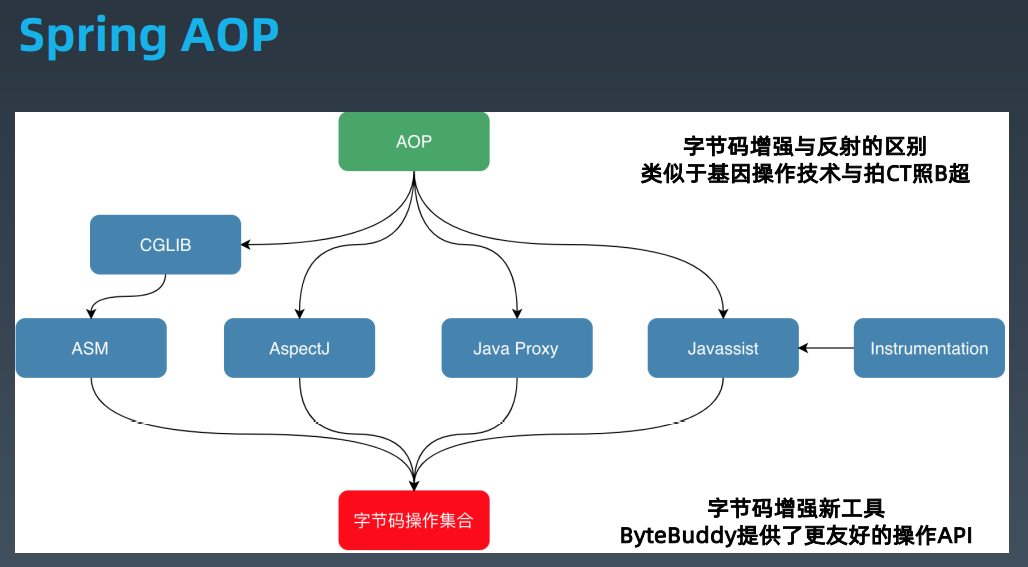 Spring AOP
AOP
字节码增强与反射的区别
类似于基因操作技术与拍CT照B超
CGLIB
ASM
AspectJ
Java Proxy
Javassist
Instrumentation
字节码操作集合
字节码增强新工具
ByteBuddy提供了更友好的操作API